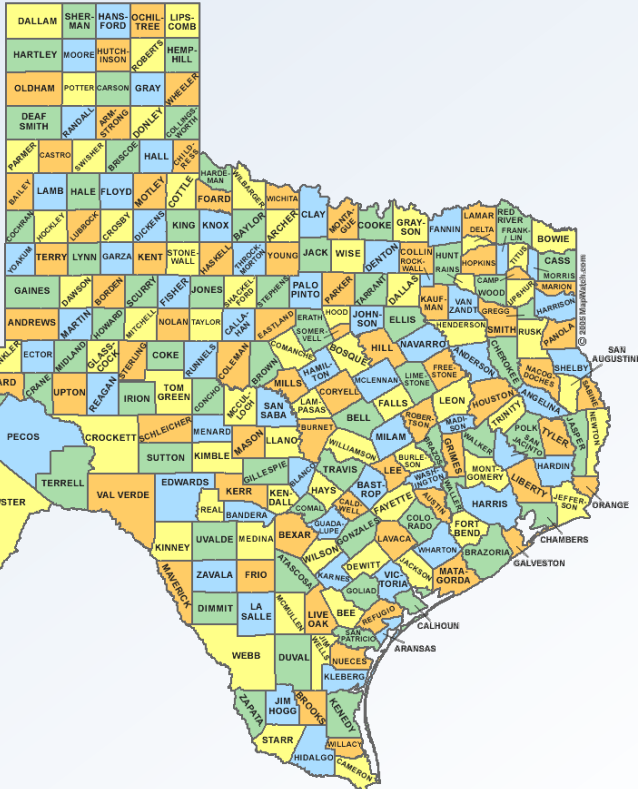 DALLAM
SHER-
MAN
HANS-
FORD
OCHIL-
TREE
LIPS-
COMB
HARTLEY
MOORE
HUTCH-
INSON
ROBERTS
HEMP-
HILL
OLDHAM
POTTER
CARSON
GRAY
WHEELER
DEAF
SMITH
RANDALL
ARM-
STRONG
DONLEY
COLLINGS-
WORTH
PARMER
CASTRO
SWISHER
BRISCOE
HALL
CHILD-
RESS
BAILEY
LAMB
HALE
FLOYD
MOTLEY
COTTLE
HARDE-
MAN
FOARD
WILBARGER
WICHITA
CLAY
MONTA-
GUE
COOKE
GRAY-
SON
FANNIN
LAMAR
DELTA
RED
RIVER
FRANK-
LIN
TITUS
BOWIE
COCHRAN
HOCKLEY
LUBBOCK
CROSBY
DICKENS
KING
KNOX
BAYLOR
ARCHER
YOAKUM
TERRY
LYNN
GARZA
KENT
STONE-
WALL
HASKELL
THROCK-
MORTON
YOUNG
JACK
WISE
DENTON
COLLIN
ROCK-
WALL
HUNT
RAINS
HOPKINS
CAMP
WOOD
UPSHUR
CASS
MORRIS
MARION
GAINES
DAWSON
BORDEN
SCURRY
FISHER
JONES
SHACK-
ELFORD
STEPHENS
PALO
PINTO
PARKER
TARRANT
DALLAS
KAUF-
MAN
VAN
ZANDT
GREGG
HARRISON
ANDREWS
MARTIN
HOWARD
MITCHELL
NOLAN
TAYLOR
CALLA-
HAN
EASTLAND
ERATH
SOMER-
VELL
HOOD
JOHN-
SON
ELLIS
HENDERSON
SMITH
RUSK
PANOLA
NKLER
ECTOR
MIDLAND
GLASS-
COCK
STERLING
COKE
RUNNELS
COLEMAN
BROWN
COMANCHE
BOSQUE
HILL
NAVARRO
ANDERSON
CHEROKEE
NACOG-
DOCHES
SHELBY
SAN
AUGUSTINE
ARD
CRANE
UPTON
REAGAN
IRION
TOM
GREEN
CONCHO
MCCUL-
LOCH
SAN
SABA
MILLS
HAMIL-
TON
CORYELL
MCLENNAN
LIME-
STONE
FREE-
STONE
LEON
HOUSTON
ANGELINA
SABINE
NEWTON
JASPER
PECOS
CROCKETT
SCHLEICHER
MENARD
MASON
LLANO
LAM-
PASAS
BURNET
BELL
FALLS
ROBER-
TSON
MADI-
SON
TRINITY
POLK
SAN
JACINTO
TYLER
TERRELL
SUTTON
KIMBLE
GILLESPIE
BLANCO
WILLIAMSON
MILAM
BRAZOS
GRIMES
WALKER
HARDIN
VAL VERDE
EDWARDS
KERR
KEN-
DALL
HAYS
TRAVIS
BAST-
ROP
LEE
BURLE-
SON
WASH-
INGTON
WALLER
MONT-
GOMERY
LIBERTY
JEFFER-
SON
ORANGE
WSTER
REAL
BANDERA
COMAL
CALD-
WELL
FAYETTE
AUSTIN
HARRIS
CHAMBERS
KINNEY
UVALDE
MEDINA
BEXAR
GUADA-
LUPE
GONZALES
COLO-
RADO
FORT
BEND
GALVESTON
MAVERICK
ZAVALA
FRIO
ATASCOSA
WILSON
KARNES
DEWITT
LAVACA
WHARTON
BRAZORIA
JACKSON
MATA
GORDA
DIMMIT
LA
SALLE
MCMULLEN
LIVE
OAK
BEE
GOLIAD
VIC-
TORIA
CALHOUN
REFUGIO
ARANSAS
SAN
PATRICIO
WEBB
DUVAL
JIM
WELLS
NUECES
KLEBERG
ZAPATA
JIM
HOGG
BROOKS
KENEDY
STARR
HIDALGO
WILLACY
CAMERON
© 2005 MapWatch.com